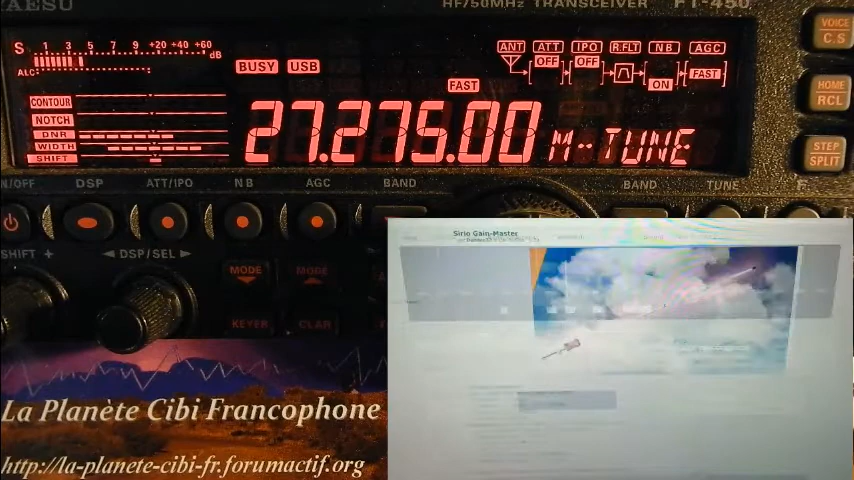 AESU
HF/50MHz TRANSCEIVER FT-450
S 1 3 5 7 9 +20 +40 +60 dB
ALC
BUSY USB
ANT ATT IPO R.FLT NB AGC
OFF OFF ON FAST
FAST
CONTOUR
NOTCH
DNR
WIDTH
SHIFT
27.275.00 M-TUNE
VOICE
C.S
HOME
RCL
STEP
SPLIT
N/OFF DSP ATT/IPO NB AGC BAND BAND TUNE F
SHIFT + ◄ DSP/SEL ► MODE MODE
KEYER CLAR
Sirio Gain-Master
La Planète Cibi Francophone
http://la-planete-cibi-fr.forumactif.org